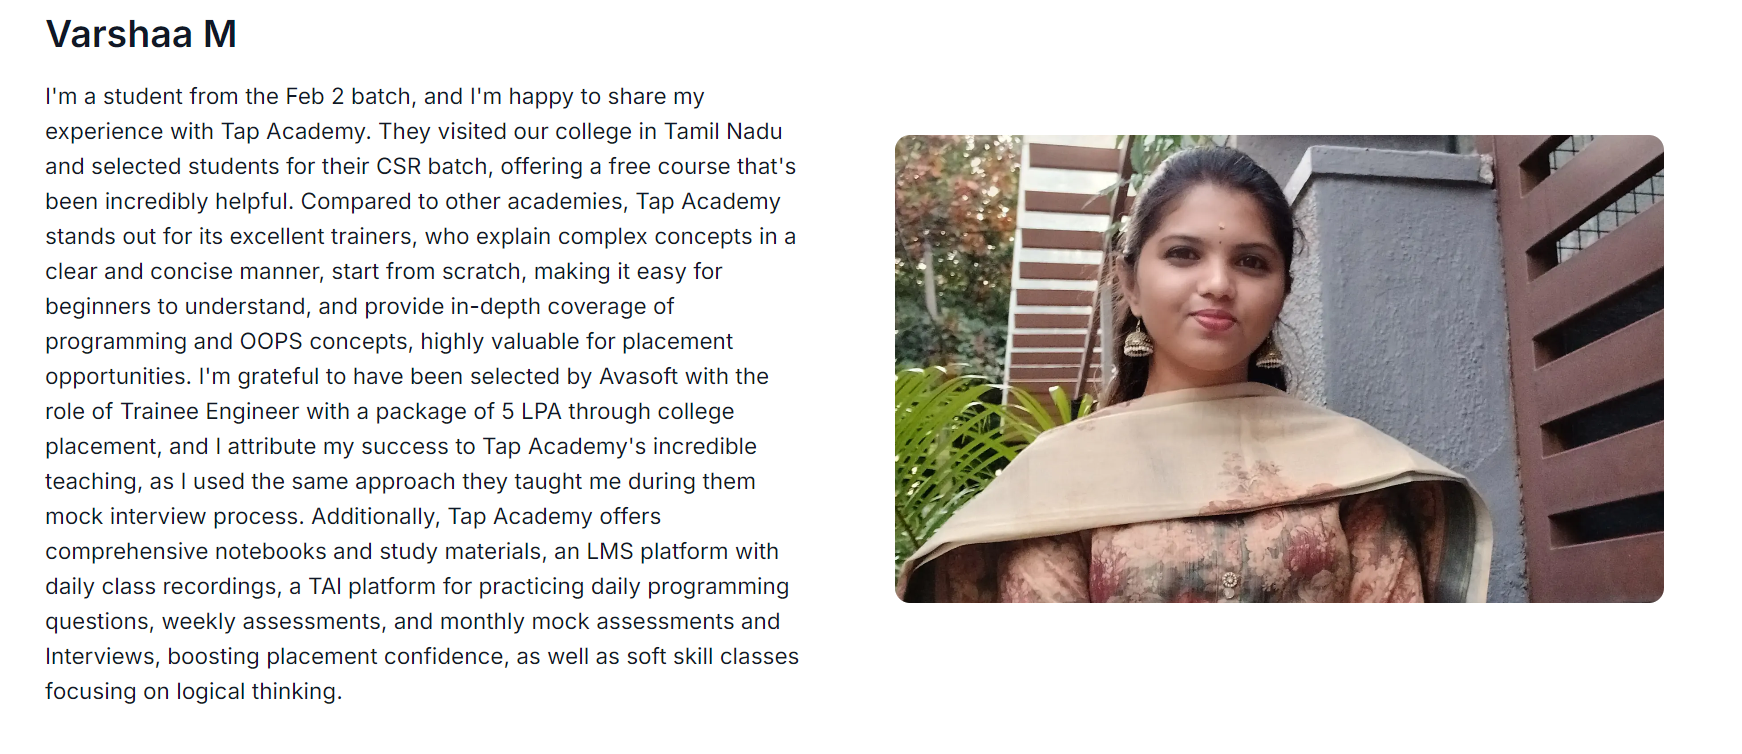 Varshaa M
I'm a student from the Feb 2 batch, and I'm happy to share my
experience with Tap Academy. They visited our college in Tamil Nadu
and selected students for their CSR batch, offering a free course that's
been incredibly helpful. Compared to other academies, Tap Academy
stands out for its excellent trainers, who explain complex concepts in a
clear and concise manner, start from scratch, making it easy for
beginners to understand, and provide in-depth coverage of
programming and OOPS concepts, highly valuable for placement
opportunities. I'm grateful to have been selected by Avasoft with the
role of Trainee Engineer with a package of 5 LPA through college
placement, and I attribute my success to Tap Academy's incredible
teaching, as I used the same approach they taught me during them
mock interview process. Additionally, Tap Academy offers
comprehensive notebooks and study materials, an LMS platform with
daily class recordings, a TAI platform for practicing daily programming
questions, weekly assessments, and monthly mock assessments and
Interviews, boosting placement confidence, as well as soft skill classes
focusing on logical thinking.